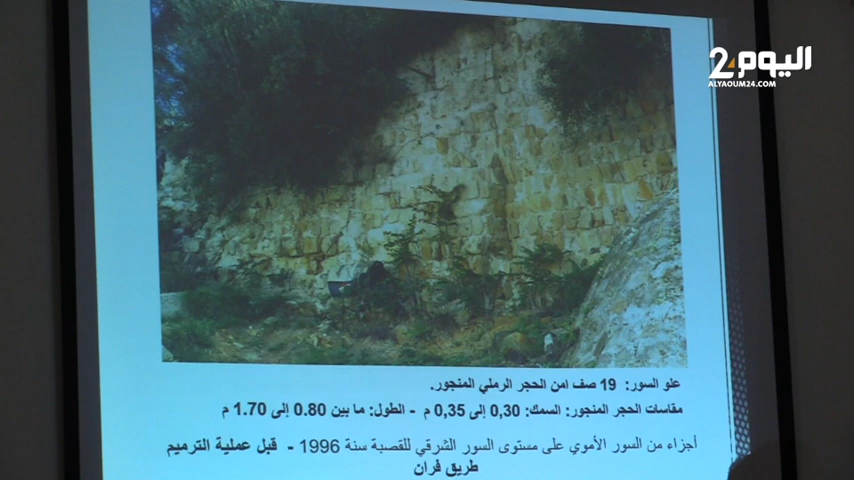 اليوم24
ALYAOUM24.COM
علو السور: 19 صف امن الحجر الرملي المنجور.
مقاسات الحجر المنجور: السمك: 0,30 إلى 0,35 م - الطول: ما بين 0.80 إلى 1.70 م
أجزاء من السور الأموي على مستوى السور الشرقي للقصبة سنة 1996 - قبل عملية الترميم
طريق فران